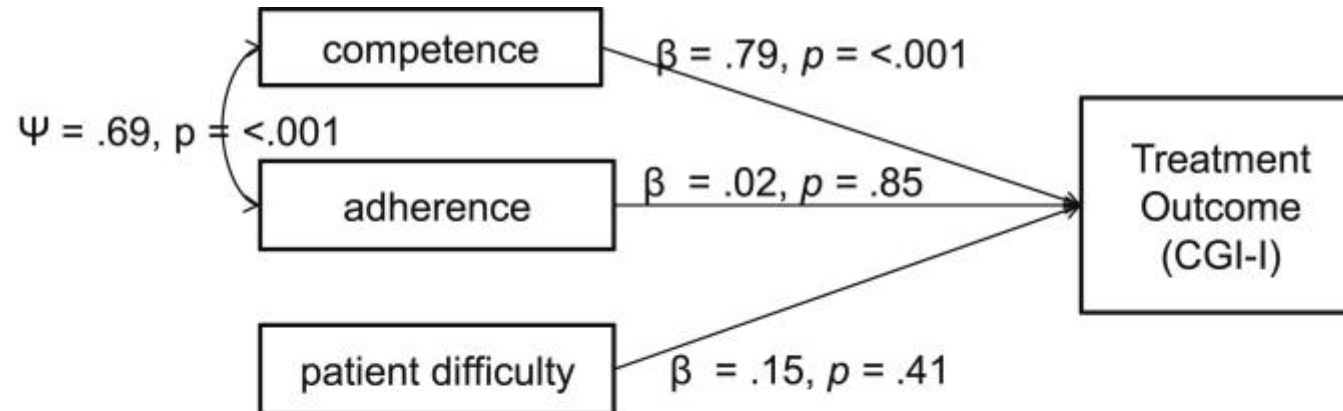 competence
β = .79, p = <.001
Ψ = .69, p = <.001
adherence
β = .02, p = .85
Treatment
Outcome
(CGI-I)
patient difficulty
β = .15, p = .41